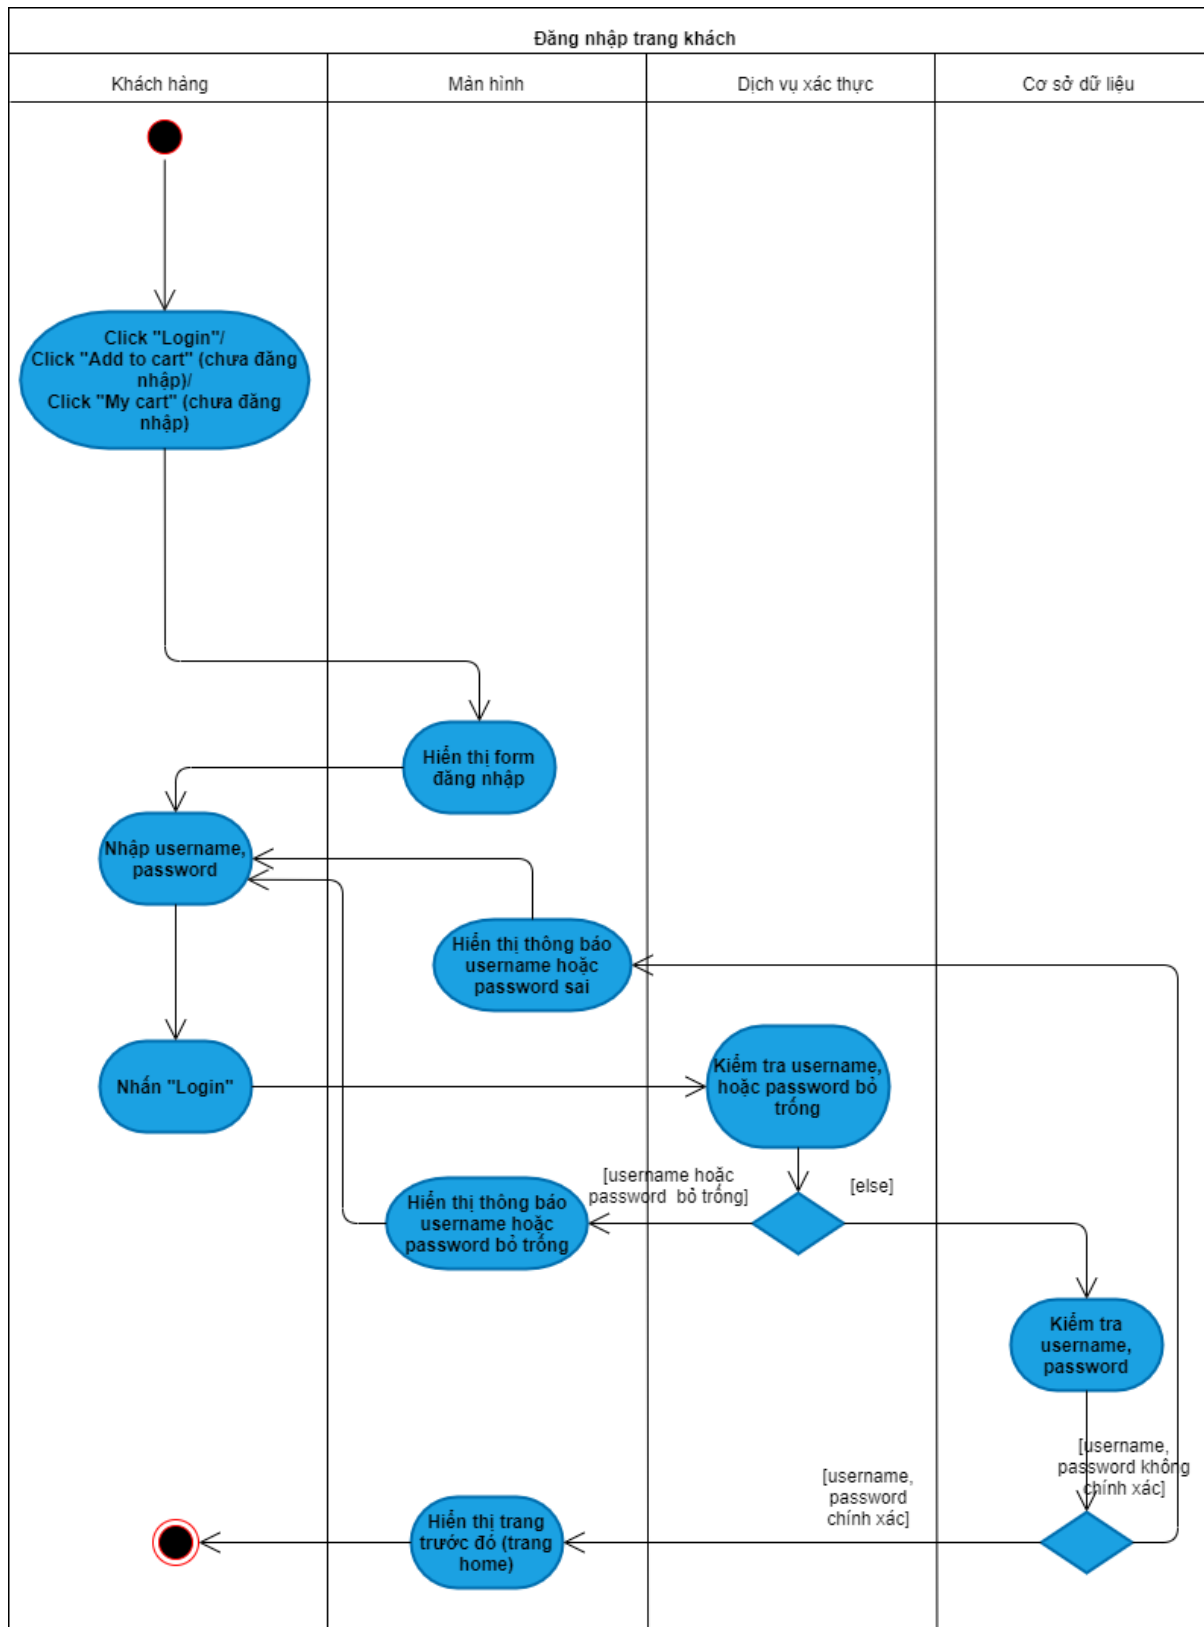 Đăng nhập trang khách
Khách hàng
Màn hình
Dịch vụ xác thực
Cơ sở dữ liệu
Click "Login"/
Click "Add to cart" (chưa đăng
nhập)/
Click "My cart" (chưa đăng
nhập)
Hiển thị form
đăng nhập
Nhập username,
password
Hiển thị thông báo
username hoặc
password sai
Nhấn "Login"
Kiểm tra username,
hoặc password bỏ
trống
[username hoặc
password bỏ trống]
[else]
Hiển thị thông báo
username hoặc
password bỏ trống
Kiểm tra
username,
password
[username,
password không
chính xác]
[username,
password
chính xác]
Hiển thị trang
trước đó (trang
home)